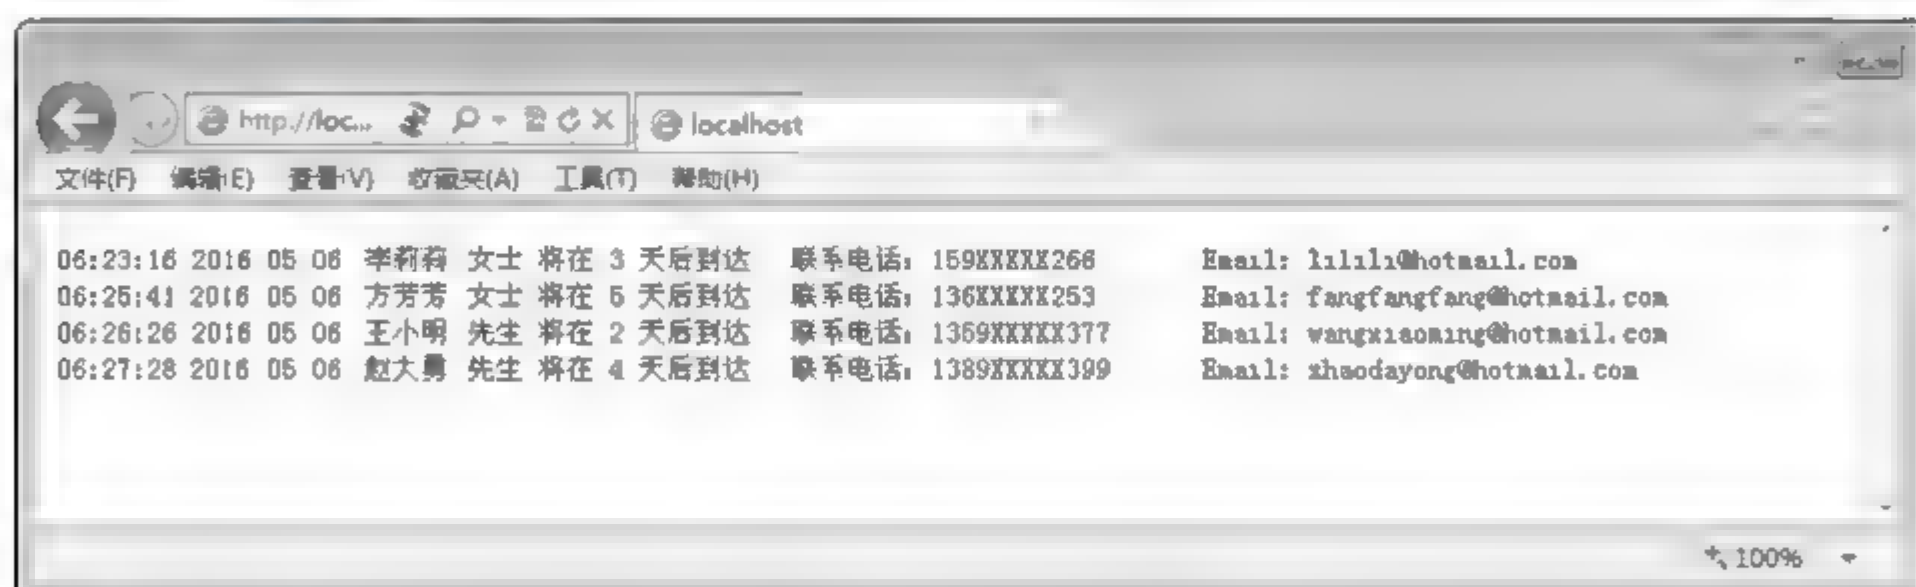 http://loc... localhost
文件(F) 编辑(E) 查看(V) 收藏夹(A) 工具(T) 帮助(H)
06:23:16 2016 05 06 李莉莉 女士 将在 3 天后到达 联系电话: 159XXXXX266 Email: lilili@hotmail.com
06:25:41 2016 05 06 方芳芳 女士 将在 5 天后到达 联系电话: 136XXXXX253 Email: fangfangfang@hotmail.com
06:26:26 2016 05 06 王小明 先生 将在 2 天后到达 联系电话: 1359XXXXX377 Email: wangxiaoming@hotmail.com
06:27:28 2016 05 06 赵大勇 先生 将在 4 天后到达 联系电话: 1389XXXXX399 Email: zhaodayong@hotmail.com
100%